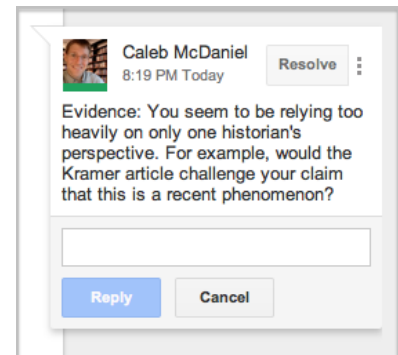 Caleb McDaniel
8:19 PM Today
Resolve
Evidence: You seem to be relying too
heavily on only one historian's
perspective. For example, would the
Kramer article challenge your claim
that this is a recent phenomenon?
Reply
Cancel